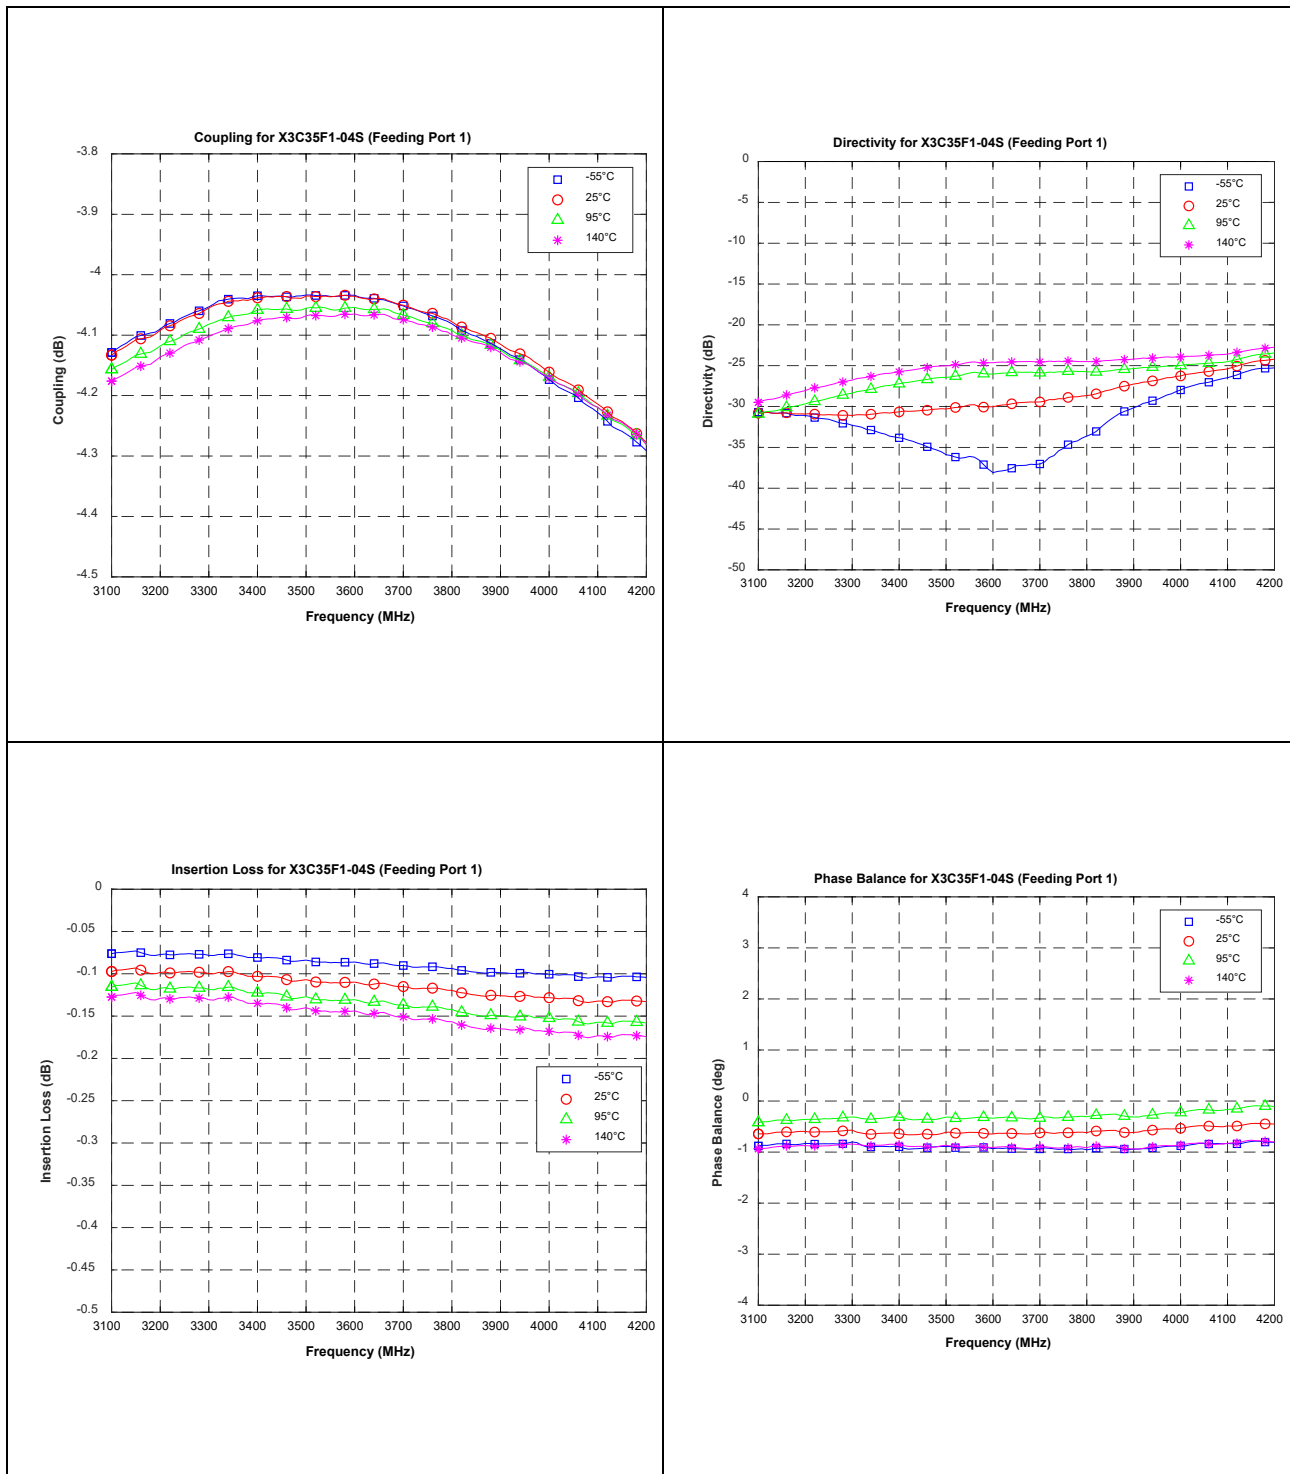 Coupling for X3C35F1-04S (Feeding Port 1)
-3.8
-3.9
-4
-4.1
-4.2
-4.3
-4.4
-4.5
Coupling (dB)
-55°C
25°C
95°C
140°C
3100 3200 3300 3400 3500 3600 3700 3800 3900 4000 4100 4200
Frequency (MHz)
Directivity for X3C35F1-04S (Feeding Port 1)
0
-5
-10
-15
-20
-25
-30
-35
-40
-45
-50
Directivity (dB)
-55°C
25°C
95°C
140°C
3100 3200 3300 3400 3500 3600 3700 3800 3900 4000 4100 4200
Frequency (MHz)
Insertion Loss for X3C35F1-04S (Feeding Port 1)
0
-0.05
-0.1
-0.15
-0.2
-0.25
-0.3
-0.35
-0.4
-0.45
-0.5
Insertion Loss (dB)
-55°C
25°C
95°C
140°C
3100 3200 3300 3400 3500 3600 3700 3800 3900 4000 4100 4200
Frequency (MHz)
Phase Balance for X3C35F1-04S (Feeding Port 1)
4
3
2
1
0
-1
-2
-3
-4
Phase Balance (deg)
-55°C
25°C
95°C
140°C
3100 3200 3300 3400 3500 3600 3700 3800 3900 4000 4100 4200
Frequency (MHz)